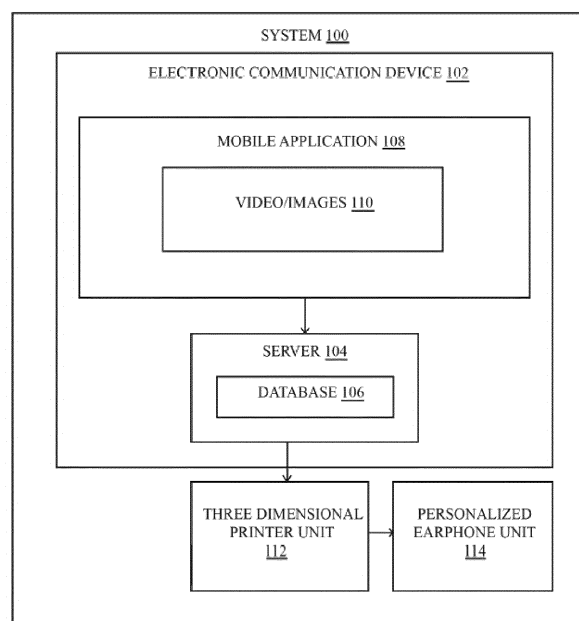 SYSTEM 100
ELECTRONIC COMMUNICATION DEVICE 102
MOBILE APPLICATION 108
VIDEO/IMAGES 110
SERVER 104
DATABASE 106
THREE DIMENSIONAL
PRINTER UNIT
112
PERSONALIZED
EARPHONE UNIT
114